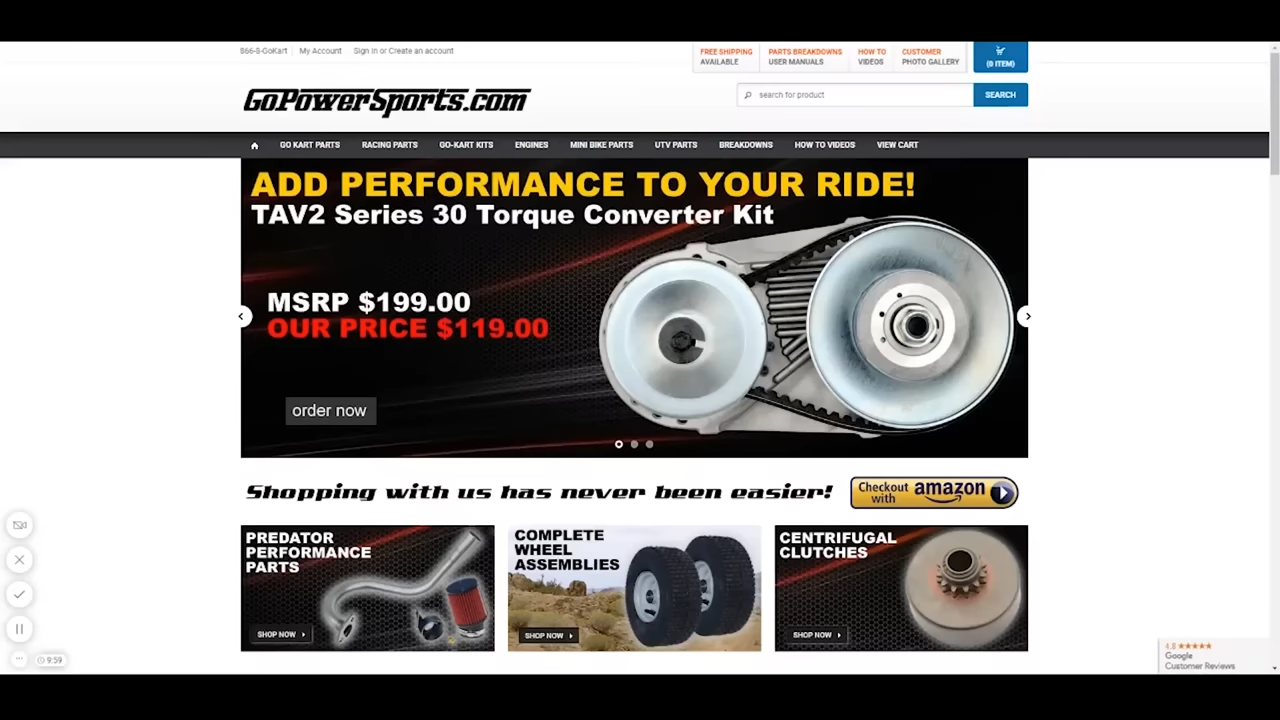 866-8-GoKart
My Account
Sign in or Create an account
FREE SHIPPING
AVAILABLE
PARTS BREAKDOWNS
USER MANUALS
HOW TO
VIDEOS
CUSTOMER
PHOTO GALLERY
(0 ITEM)
GoPowerSports.com
search for product
SEARCH
GO KART PARTS
RACING PARTS
GO-KART KITS
ENGINES
MINI BIKE PARTS
UTV PARTS
BREAKDOWNS
HOW TO VIDEOS
VIEW CART
ADD PERFORMANCE TO YOUR RIDE!
TAV2 Series 30 Torque Converter Kit
MSRP $199.00
OUR PRICE $119.00
order now
Shopping with us has never been easier!
Checkout
with amazon
PREDATOR
PERFORMANCE
PARTS
SHOP NOW
COMPLETE
WHEEL
ASSEMBLIES
SHOP NOW
CENTRIFUGAL
CLUTCHES
SHOP NOW
9:59
4.8
Google
Customer Reviews